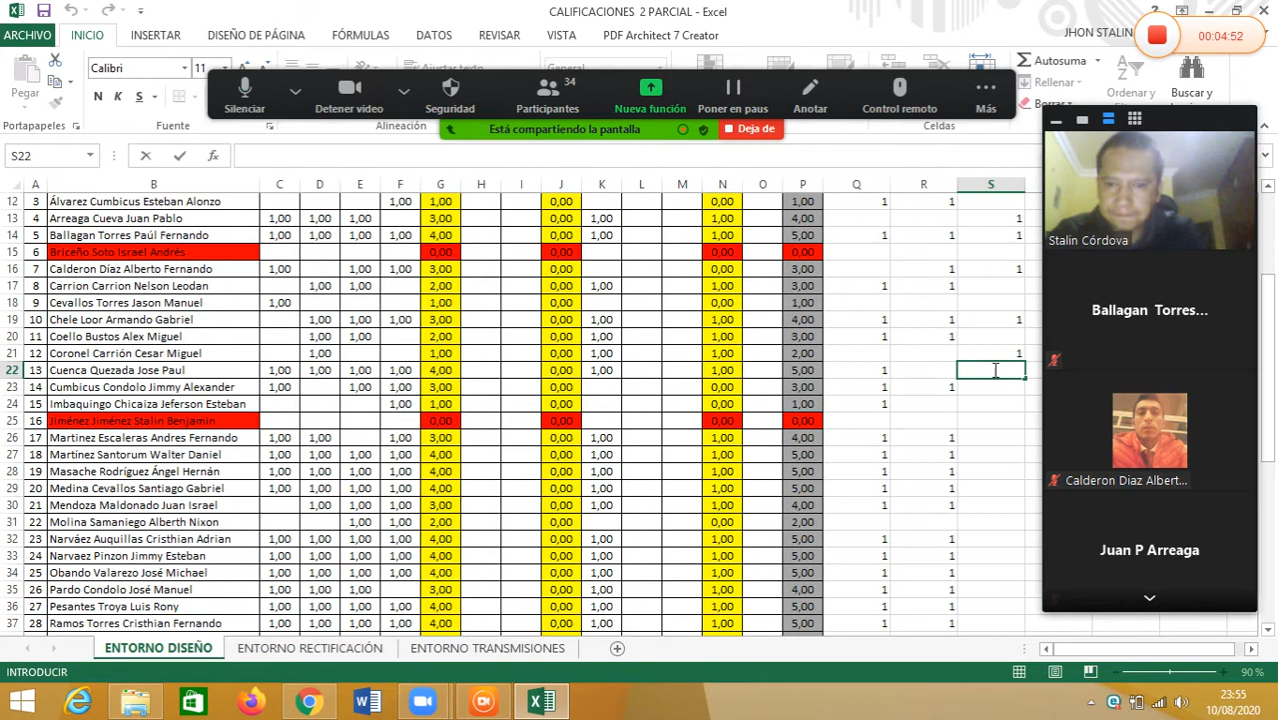 CALIFICACIONES 2 PARCIAL - Excel
ARCHIVO INICIO INSERTAR DISEÑO DE PÁGINA FÓRMULAS DATOS REVISAR VISTA PDF Architect 7 Creator JHON STALIN
00:04:52
Pegar Calibri 11 Ajustar texto Autosuma
Rellenar
Borrar
N K S
Ordenar y Buscar y
Portapapeles Fuente Alineación Celdas
Silenciar Detener video Seguridad Participantes 34 Nueva función Poner en paus Anotar Control remoto Más
Está compartiendo la pantalla Deja de
S22 fx
A B C D E F G H I J K L M N O P Q R S
12 3 Álvarez Cumbicus Esteban Alonzo 1,00 1,00 0,00 0,00 1,00 1 1
13 4 Arreaga Cueva Juan Pablo 1,00 1,00 1,00 3,00 0,00 1,00 1,00 4,00 1
14 5 Ballagan Torres Paúl Fernando 1,00 1,00 1,00 1,00 4,00 0,00 1,00 1,00 5,00 1 1 1
15 6 Briceño Soto Israel Andrés 0,00 0,00 0,00 0,00
16 7 Calderon Díaz Alberto Fernando 1,00 1,00 1,00 3,00 0,00 0,00 3,00 1 1
17 8 Carrion Carrion Nelson Leodan 1,00 1,00 2,00 0,00 1,00 1,00 3,00 1 1
18 9 Cevallos Torres Jason Manuel 1,00 1,00 0,00 0,00 1,00
19 10 Chele Loor Armando Gabriel 1,00 1,00 1,00 3,00 0,00 1,00 1,00 4,00 1 1 1
20 11 Coello Bustos Alex Miguel 1,00 1,00 2,00 0,00 1,00 1,00 3,00 1 1
21 12 Coronel Carrión Cesar Miguel 1,00 1,00 0,00 1,00 1,00 2,00 1
22 13 Cuenca Quezada Jose Paul 1,00 1,00 1,00 1,00 4,00 0,00 1,00 1,00 5,00 1
23 14 Cumbicus Condolo Jimmy Alexander 1,00 1,00 1,00 3,00 0,00 0,00 3,00 1 1
24 15 Imbaquingo Chicaiza Jeferson Esteban 1,00 1,00 0,00 0,00 1,00 1
25 16 Jiménez Jiménez Stalin Benjamin 0,00 0,00 0,00 0,00
26 17 Martinez Escaleras Andres Fernando 1,00 1,00 1,00 3,00 0,00 1,00 1,00 4,00 1 1
27 18 Martínez Santorum Walter Daniel 1,00 1,00 1,00 1,00 4,00 0,00 1,00 1,00 5,00 1 1
28 19 Masache Rodríguez Ángel Hernán 1,00 1,00 1,00 1,00 4,00 0,00 1,00 1,00 5,00 1 1
29 20 Medina Cevallos Santiago Gabriel 1,00 1,00 1,00 1,00 4,00 0,00 1,00 1,00 5,00 1 1
30 21 Mendoza Maldonado Juan Israel 1,00 1,00 1,00 3,00 0,00 1,00 1,00 4,00 1 1
31 22 Molina Samaniego Alberth Nixon 1,00 1,00 2,00 0,00 0,00 2,00
32 23 Narváez Auquillas Cristhian Adrian 1,00 1,00 1,00 1,00 4,00 0,00 1,00 1,00 5,00 1 1
33 24 Narvaez Pinzon Jimmy Esteban 1,00 1,00 1,00 1,00 4,00 0,00 1,00 1,00 5,00 1 1
34 25 Obando Valarezo José Michael 1,00 1,00 1,00 1,00 4,00 0,00 1,00 1,00 5,00 1 1
35 26 Pardo Condolo José Manuel 1,00 1,00 1,00 3,00 0,00 1,00 1,00 4,00 1 1
36 27 Pesantes Troya Luis Rony 1,00 1,00 1,00 1,00 4,00 0,00 1,00 1,00 5,00 1 1
37 28 Ramos Torres Cristhian Fernando 1,00 1,00 1,00 1,00 4,00 0,00 1,00 1,00 5,00 1 1
Stalin Córdova
Ballagan Torres...
Calderon Diaz Albert...
Juan P Arreaga
ENTORNO DISEÑO ENTORNO RECTIFICACIÓN ENTORNO TRANSMISIONES
INTRODUCIR 90 %
23:55
10/08/2020